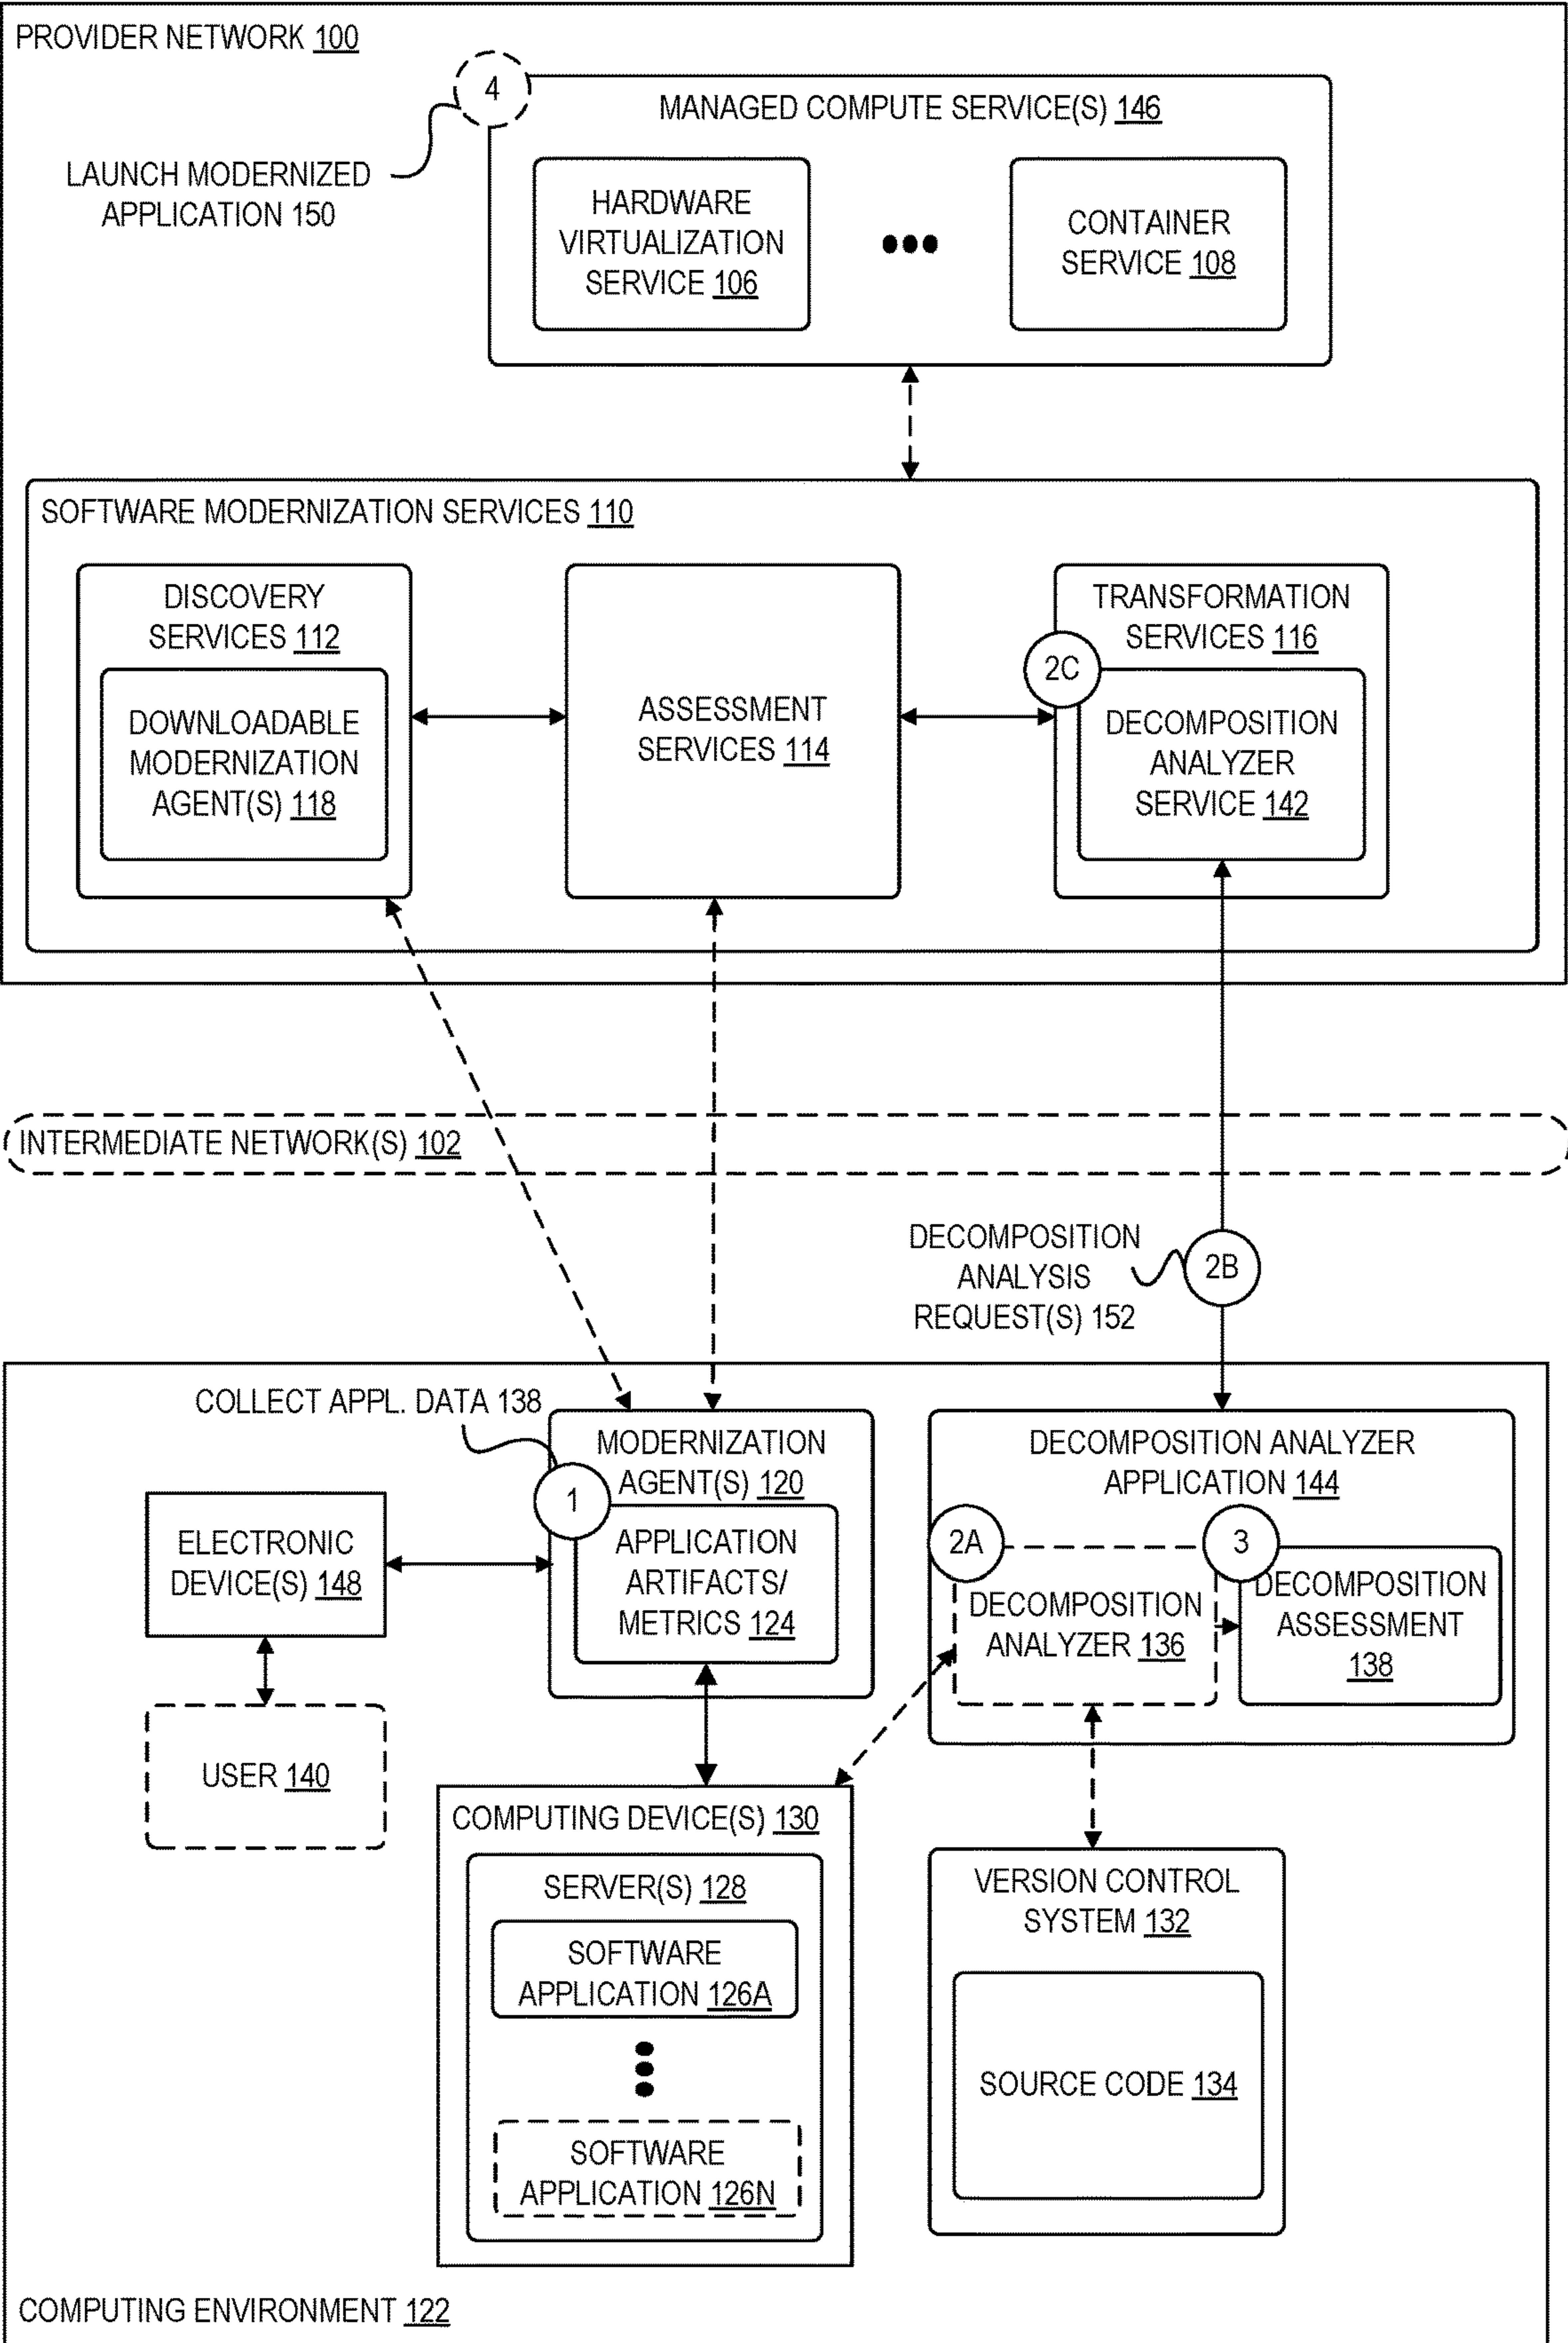 PROVIDER NETWORK 100
4
MANAGED COMPUTE SERVICE(S) 146
LAUNCH MODERNIZED
APPLICATION 150
HARDWARE
VIRTUALIZATION
SERVICE 106
CONTAINER
SERVICE 108
SOFTWARE MODERNIZATION SERVICES 110
DISCOVERY
SERVICES 112
DOWNLOADABLE
MODERNIZATION
AGENT(S) 118
ASSESSMENT
SERVICES 114
TRANSFORMATION
SERVICES 116
2C
DECOMPOSITION
ANALYZER
SERVICE 142
INTERMEDIATE NETWORK(S) 102
DECOMPOSITION
ANALYSIS
REQUEST(S) 152
2B
COLLECT APPL. DATA 138
MODERNIZATION
AGENT(S) 120
1
APPLICATION
ARTIFACTS/
METRICS 124
DECOMPOSITION ANALYZER
APPLICATION 144
2A
DECOMPOSITION
ANALYZER 136
3
DECOMPOSITION
ASSESSMENT
138
ELECTRONIC
DEVICE(S) 148
USER 140
COMPUTING DEVICE(S) 130
SERVER(S) 128
SOFTWARE
APPLICATION 126A
SOFTWARE
APPLICATION 126N
VERSION CONTROL
SYSTEM 132
SOURCE CODE 134
COMPUTING ENVIRONMENT 122